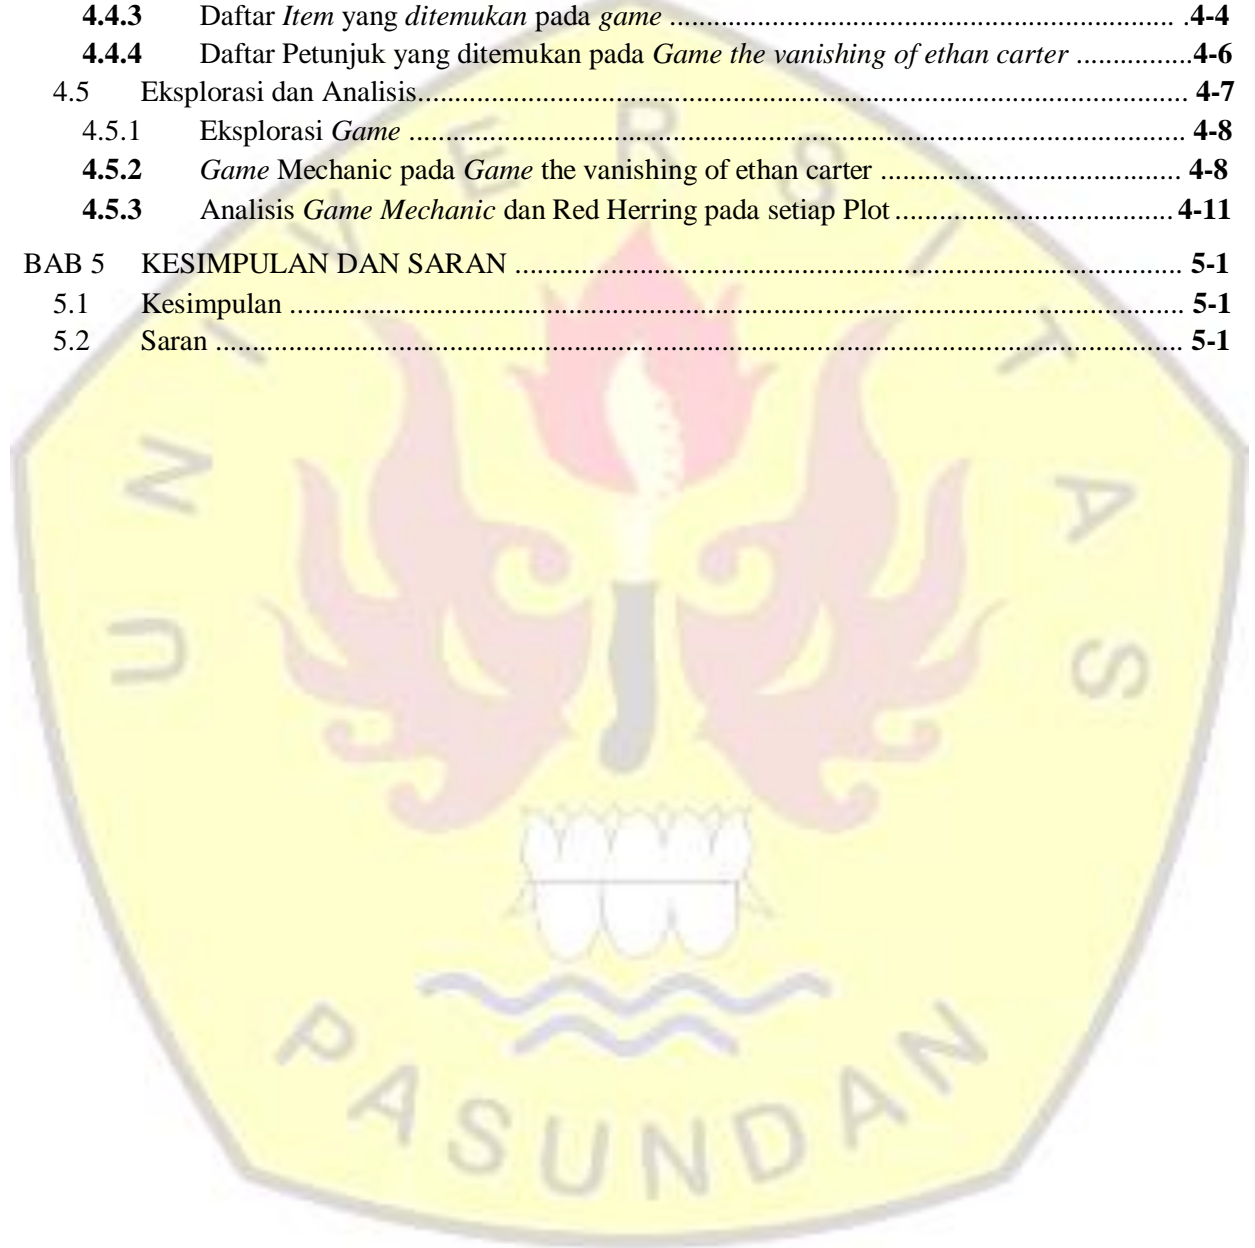 4.4.3 Daftar Item yang ditemukan pada game ........................................................................... .4-4
4.4.4 Daftar Petunjuk yang ditemukan pada Game the vanishing of ethan carter ................4-6
4.5 Eksplorasi dan Analisis................................................................................................................... 4-7
4.5.1 Eksplorasi Game ................................................................................................................... 4-8
4.5.2 Game Mechanic pada Game the vanishing of ethan carter ............................................. 4-8
4.5.3 Analisis Game Mechanic dan Red Herring pada setiap Plot ......................................... 4-11
BAB 5 KESIMPULAN DAN SARAN .................................................................................................... 5-1
5.1 Kesimpulan ...................................................................................................................................... 5-1
5.2 Saran ................................................................................................................................................. 5-1
UNIVERSITAS
PASUNDAN